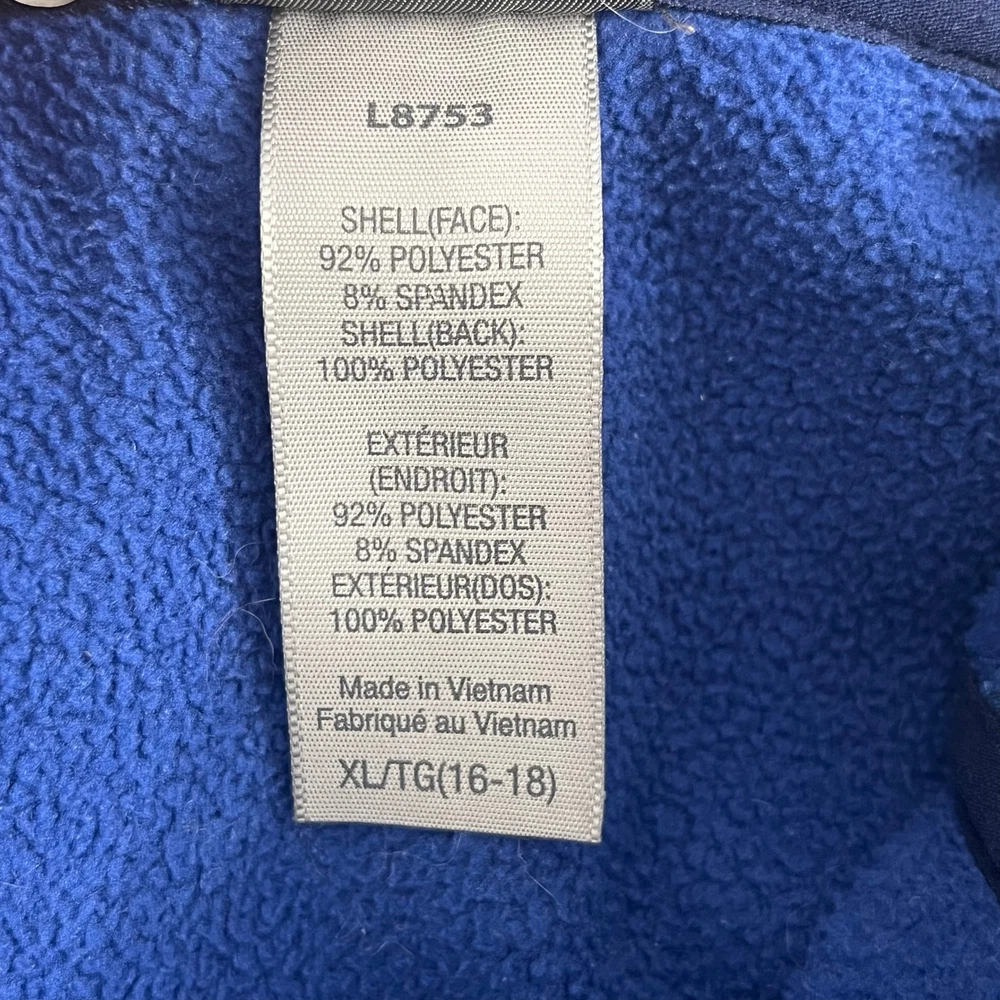 L8753
SHELL(FACE):
92% POLYESTER
8% SPANDEX
SHELL(BACK):
100% POLYESTER
EXTÉRIEUR
(ENDROIT):
92% POLYESTER
8% SPANDEX
EXTÉRIEUR(DOS):
100% POLYESTER
Made in Vietnam
Fabriqué au Vietnam
XL/TG(16-18)